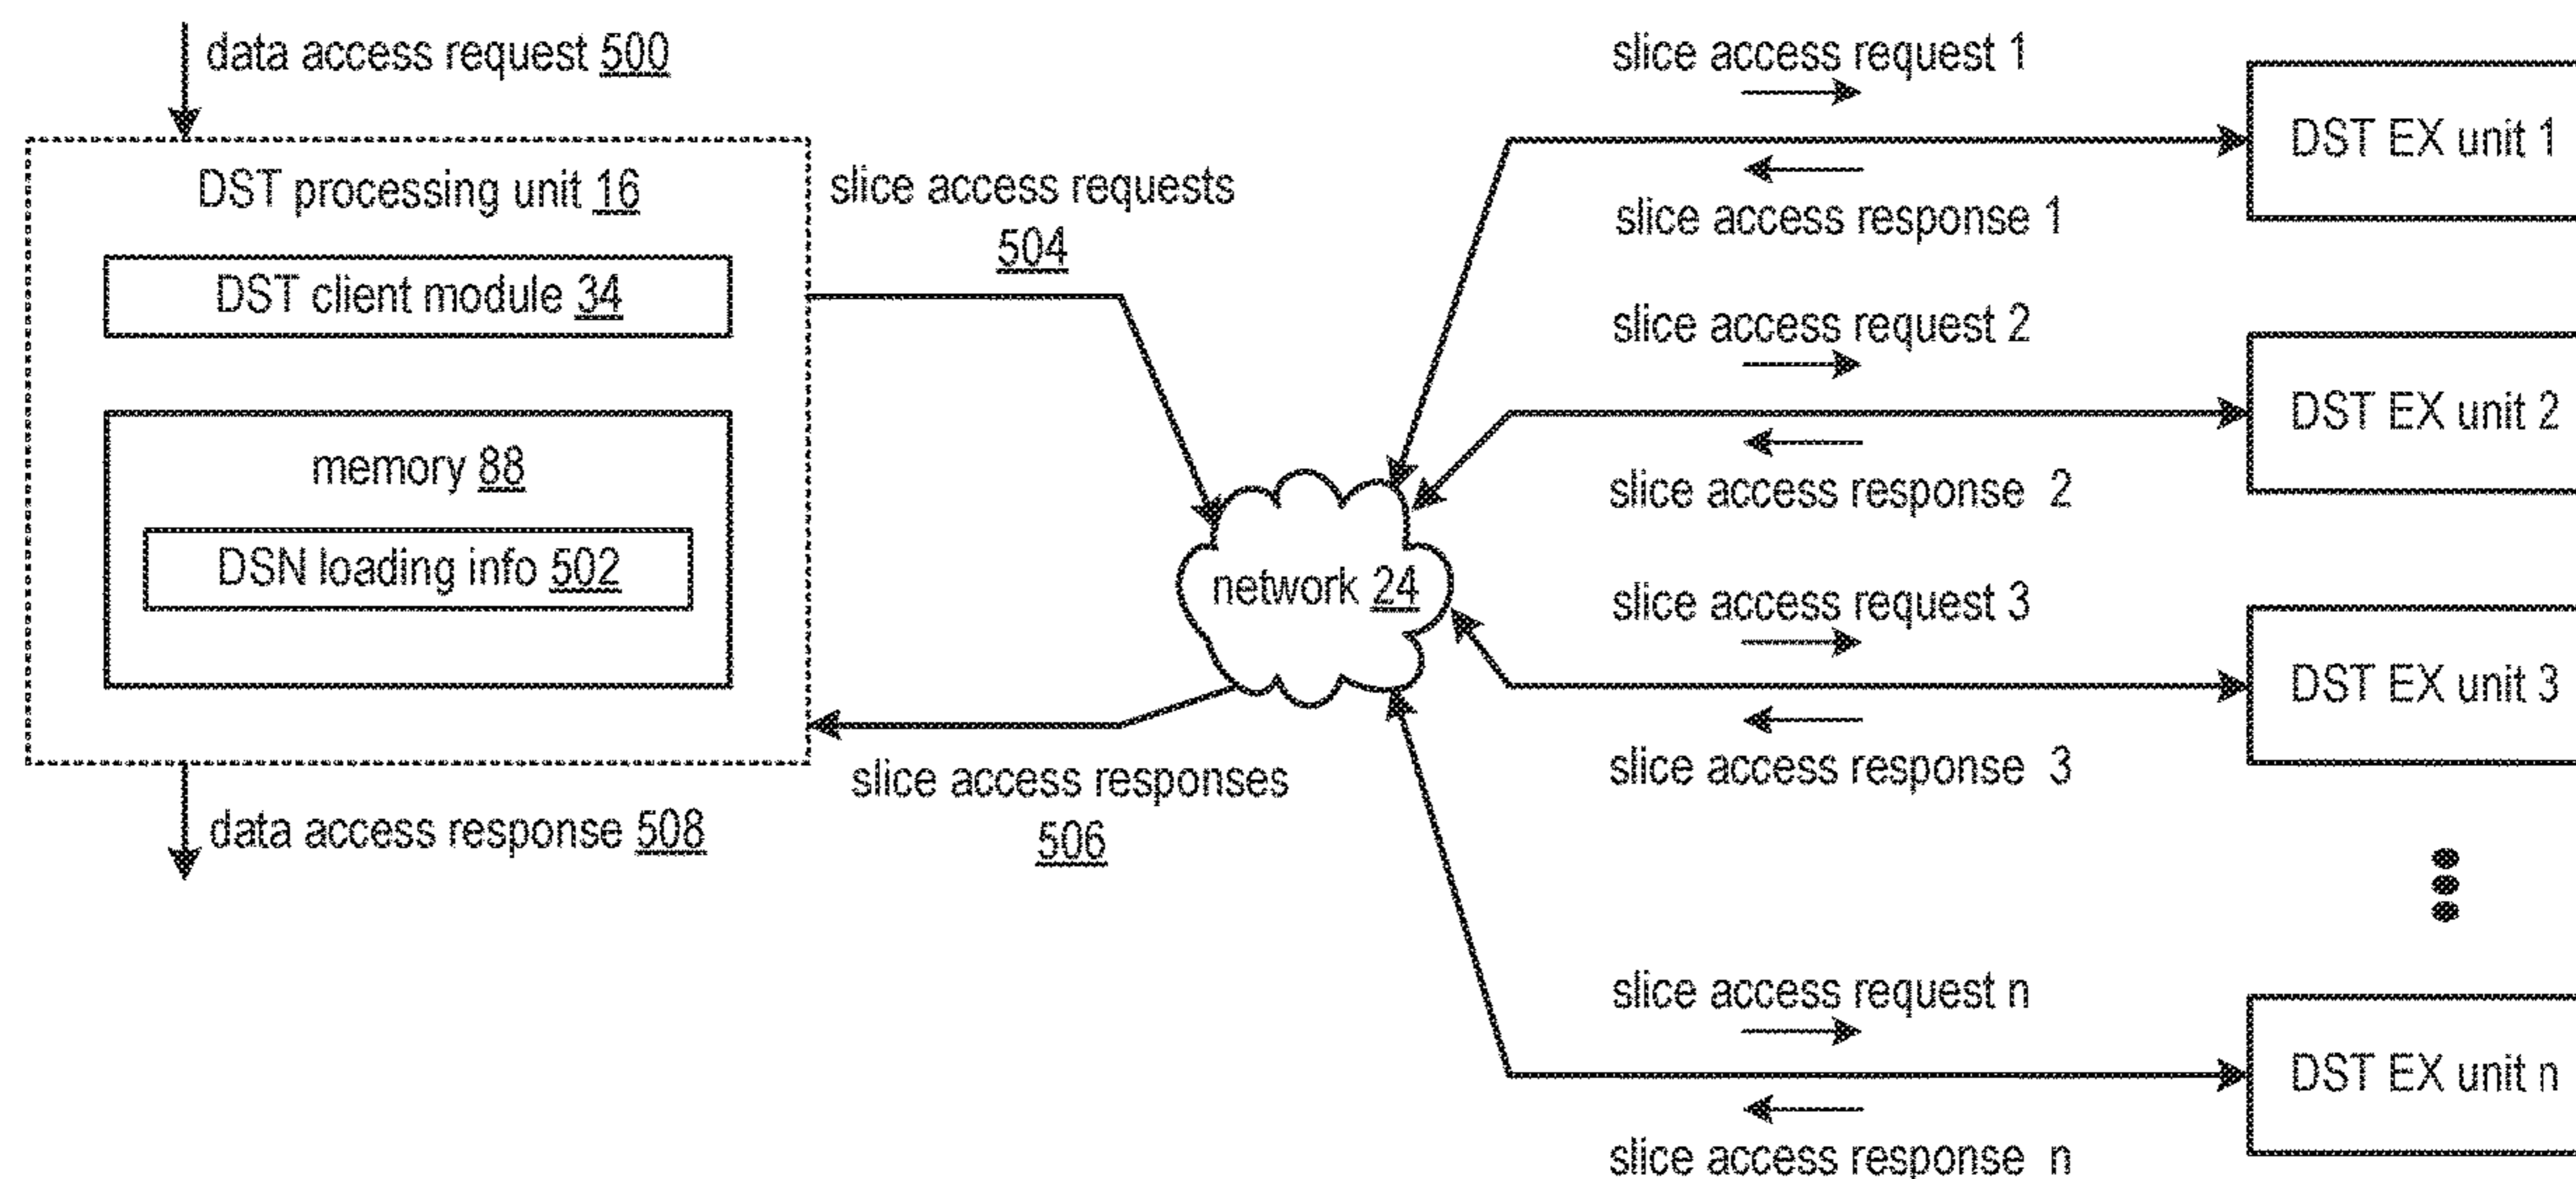 data access request 500
DST processing unit 16
DST client module 34
memory 88
DSN loading info 502
data access response 508
slice access requests
504
network 24
slice access responses
506
slice access request 1
slice access response 1
DST EX unit 1
slice access request 2
slice access response 2
DST EX unit 2
slice access request 3
slice access response 3
DST EX unit 3
slice access request n
slice access response n
DST EX unit n